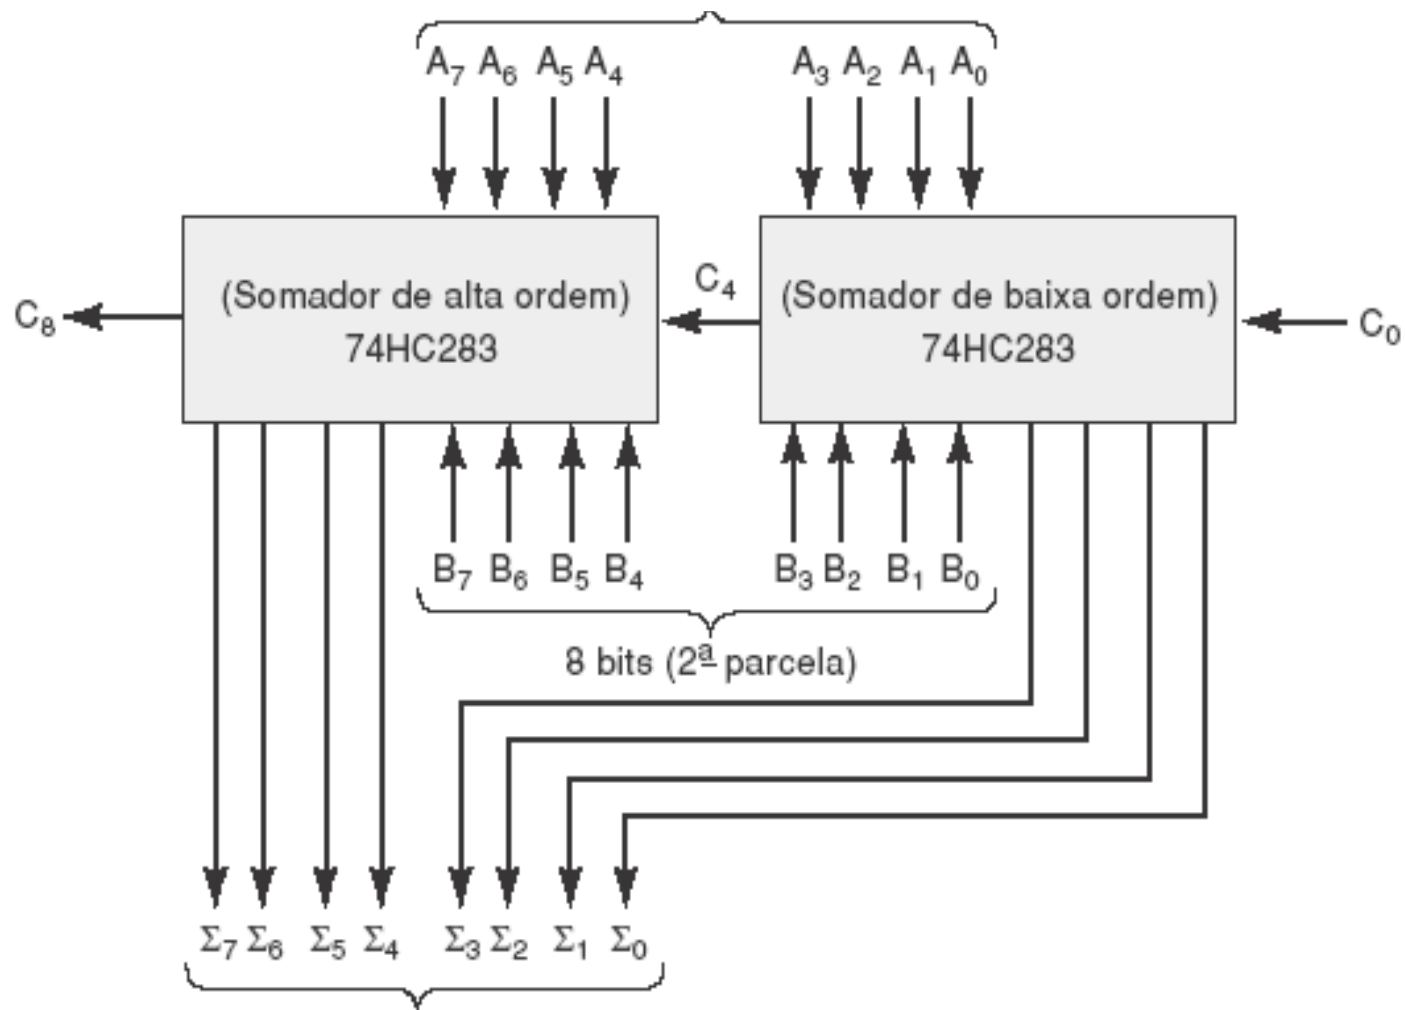 A₇ A₆ A₅ A₄ A₃ A₂ A₁ A₀
C₈ (Somador de alta ordem) C₄ (Somador de baixa ordem) C₀
74HC283 74HC283
B₇ B₆ B₅ B₄ B₃ B₂ B₁ B₀
8 bits (2ª parcela)
Σ₇ Σ₆ Σ₅ Σ₄ Σ₃ Σ₂ Σ₁ Σ₀